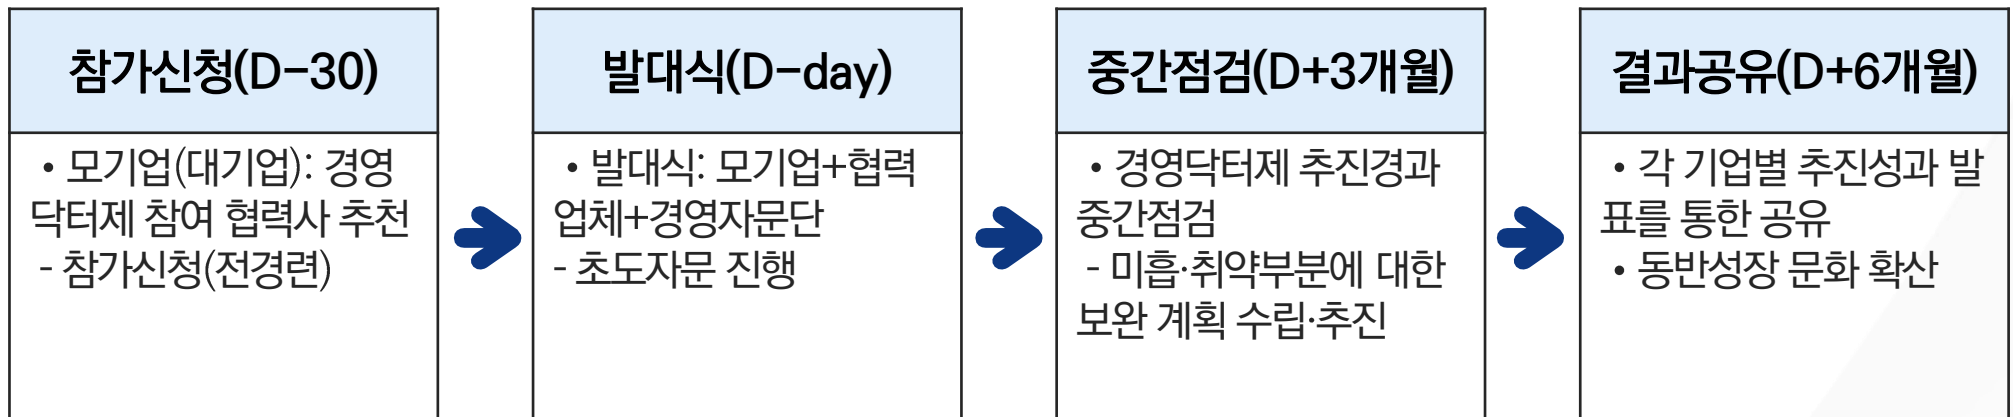 참가신청(D-30)
• 모기업(대기업): 경영
닥터제 참여 협력사 추천
- 참가신청(전경련)
발대식(D-day)
• 발대식: 모기업+협력
업체+경영자문단
- 초도자문 진행
중간점검(D+3개월)
• 경영닥터제 추진경과
중간점검
- 미흡·취약부분에 대한
보완 계획 수립·추진
결과공유(D+6개월)
• 각 기업별 추진성과 발
표를 통한 공유
• 동반성장 문화 확산